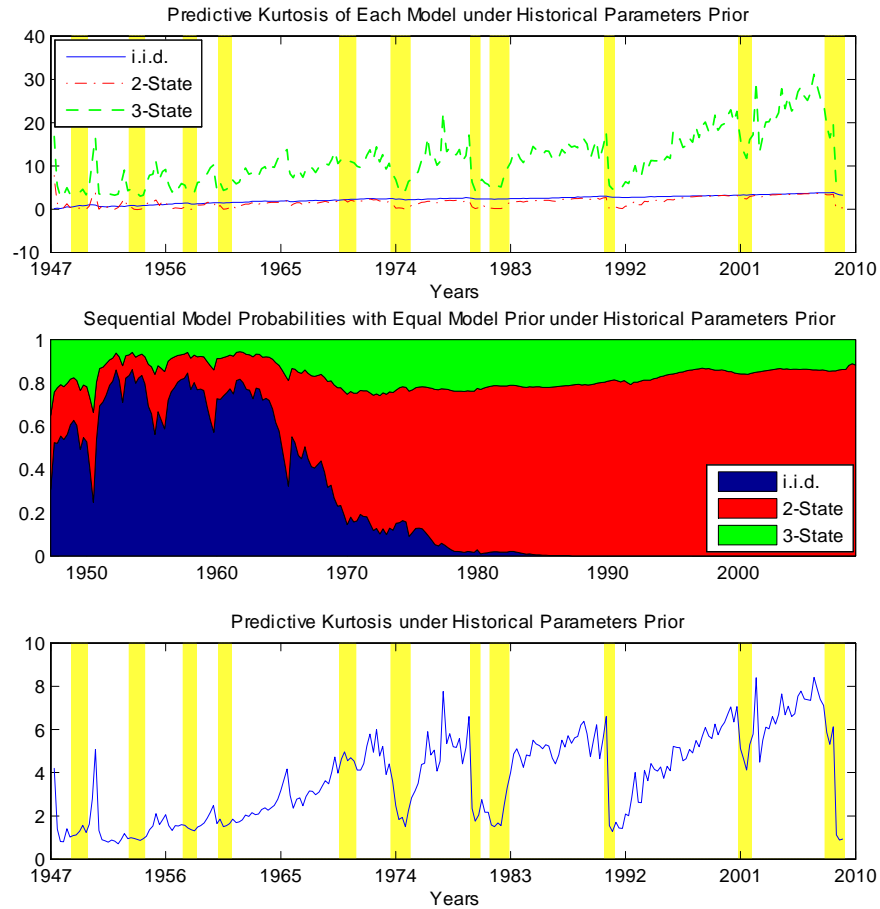 Predictive Kurtosis of Each Model under Historical Parameters Prior
40
30
20
10
0
-10
i.i.d.
2-State
3-State
1947 1956 1965 1974 1983 1992 2001 2010
Years
Sequential Model Probabilities with Equal Model Prior under Historical Parameters Prior
1
0.8
0.6
0.4
0.2
0
i.i.d.
2-State
3-State
1950 1960 1970 1980 1990 2000
Predictive Kurtosis under Historical Parameters Prior
10
8
6
4
2
0
1947 1956 1965 1974 1983 1992 2001 2010
Years